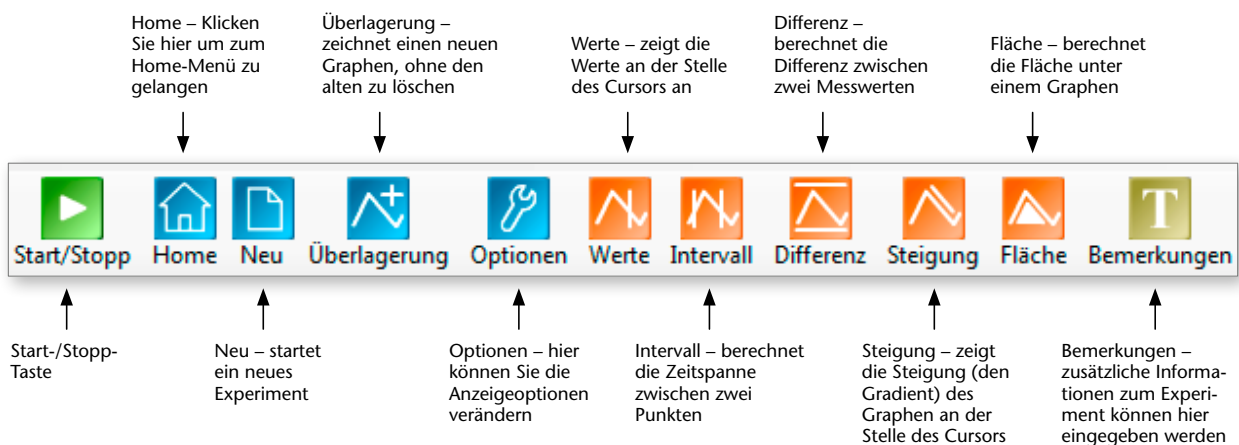 Home – Klicken
Sie hier um zum
Home-Menü zu
gelangen
Überlagerung –
zeichnet einen neuen
Graphen, ohne den
alten zu löschen
Werte – zeigt die
Werte an der Stelle
des Cursors an
Differenz –
berechnet die
Differenz zwischen
zwei Messwerten
Fläche – berechnet
die Fläche unter
einem Graphen
Start/Stopp Home Neu Überlagerung Optionen Werte Intervall Differenz Steigung Fläche T Bemerkungen
Start-/Stopp-
Taste
Neu – startet
ein neues
Experiment
Optionen – hier
können Sie die
Anzeigeoptionen
verändern
Intervall – berechnet
die Zeitspanne
zwischen zwei
Punkten
Steigung – zeigt
die Steigung (den
Gradient) des
Graphen an der
Stelle des Cursors
Bemerkungen –
zusätzliche Informa-
tionen zum Experi-
ment können hier
eingegeben werden